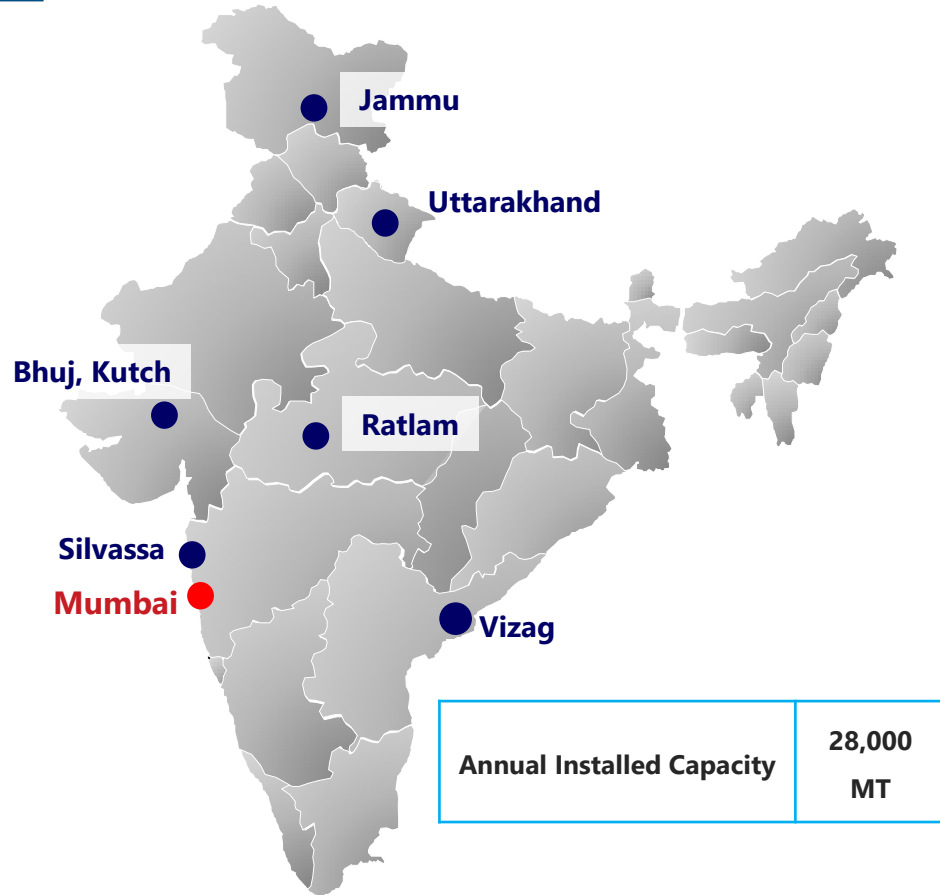 Jammu
Uttarakhand
Bhuj, Kutch
Ratlam
Silvassa
Mumbai
Vizag
Annual Installed Capacity
28,000
MT